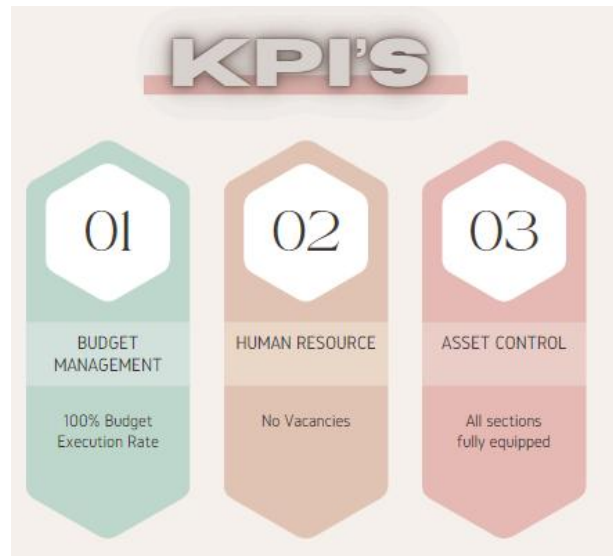 KPI'S
01
BUDGET
MANAGEMENT
100% Budget
Execution Rate
02
HUMAN RESOURCE
No Vacancies
03
ASSET CONTROL
All sections
fully equipped